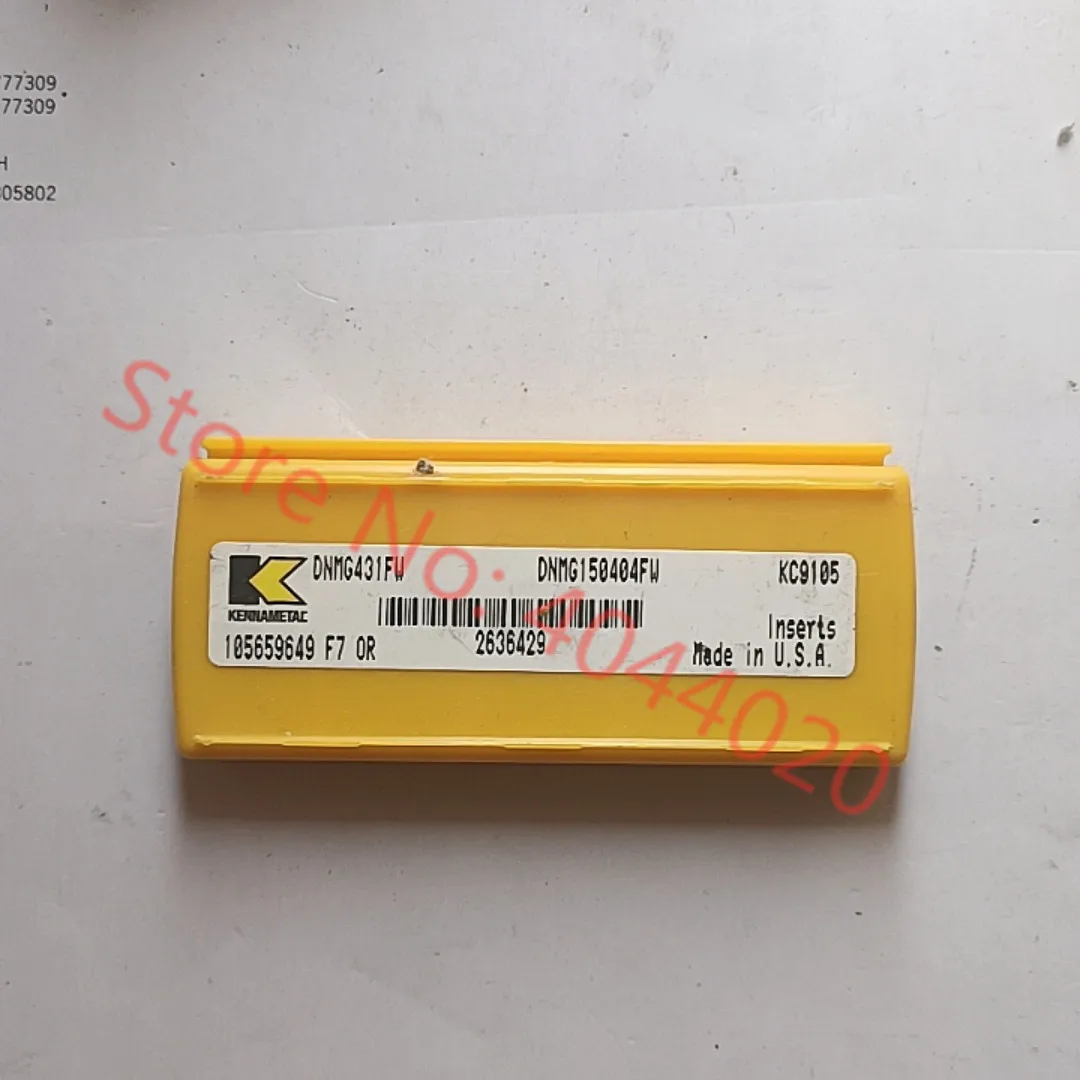 77309
77309
H
05802
DNMG431FW DNMG150404FW KC9105
KENNAMETAL
Inserts
105659649 F7 OR 2636429 Made in U.S.A.
Store No: 4044020